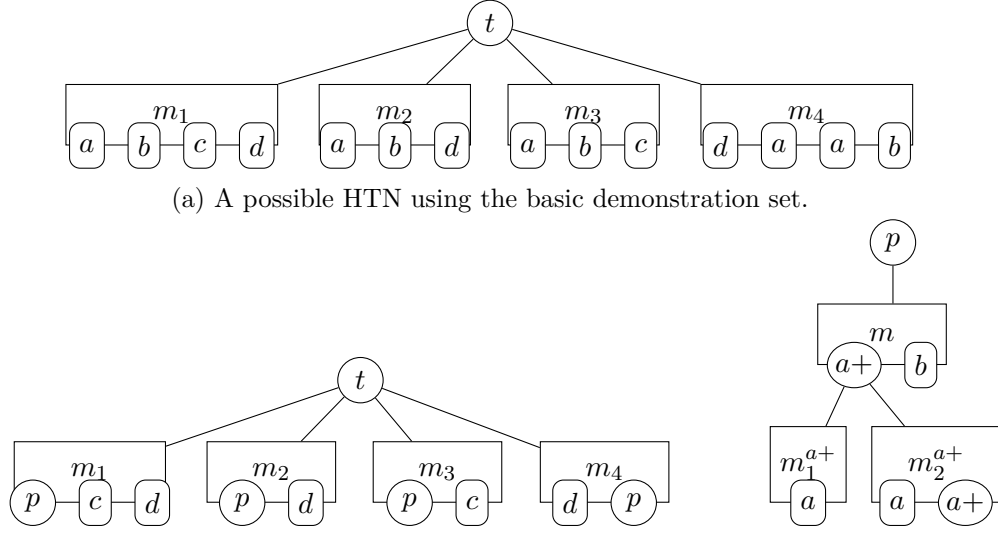 t
m₁ m₂ m₃ m₄
a b c d a b d a b c d a a b
(a) A possible HTN using the basic demonstration set.
p
m
a+ b
t
m₁ m₂ m₃ m₄ m₁ᵃ⁺ m₂ᵃ⁺
p c d p d p c d p a a a+